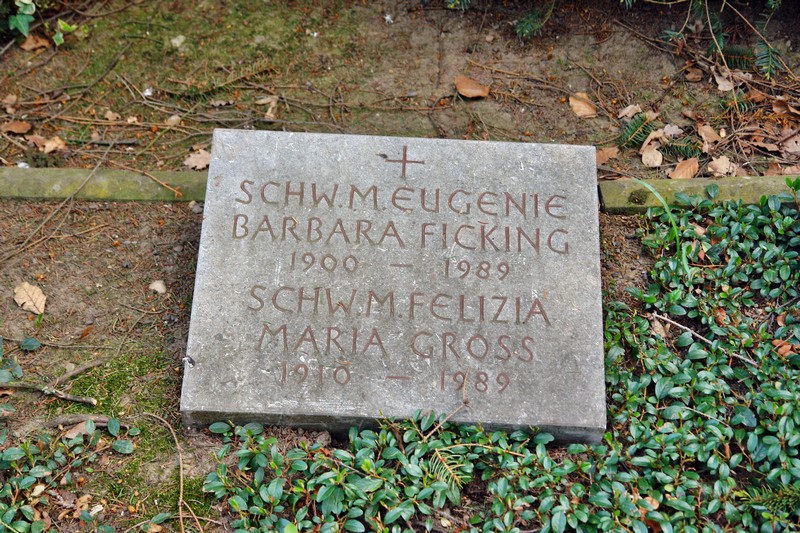 SCHW. M. EUGENIE
BARBARA FICKING
1900 – 1989
SCHW. M. FELIZIA
MARIA GROSS
1910 – 1989